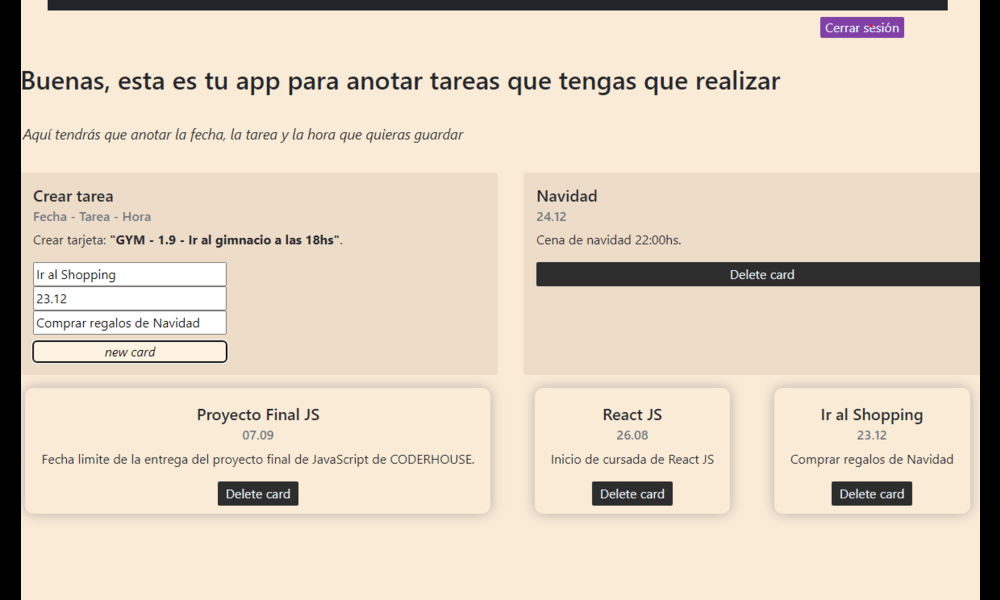 Cerrar sesión
Buenas, esta es tu app para anotar tareas que tengas que realizar
Aquí tendrás que anotar la fecha, la tarea y la hora que quieras guardar
Crear tarea
Fecha - Tarea - Hora
Crear tarjeta: "GYM - 1.9 - Ir al gimnacio a las 18hs".
Ir al Shopping
23.12
Comprar regalos de Navidad
new card
Navidad
24.12
Cena de navidad 22:00hs.
Delete card
Proyecto Final JS
07.09
Fecha limite de la entrega del proyecto final de JavaScript de CODERHOUSE.
Delete card
React JS
26.08
Inicio de cursada de React JS
Delete card
Ir al Shopping
23.12
Comprar regalos de Navidad
Delete card